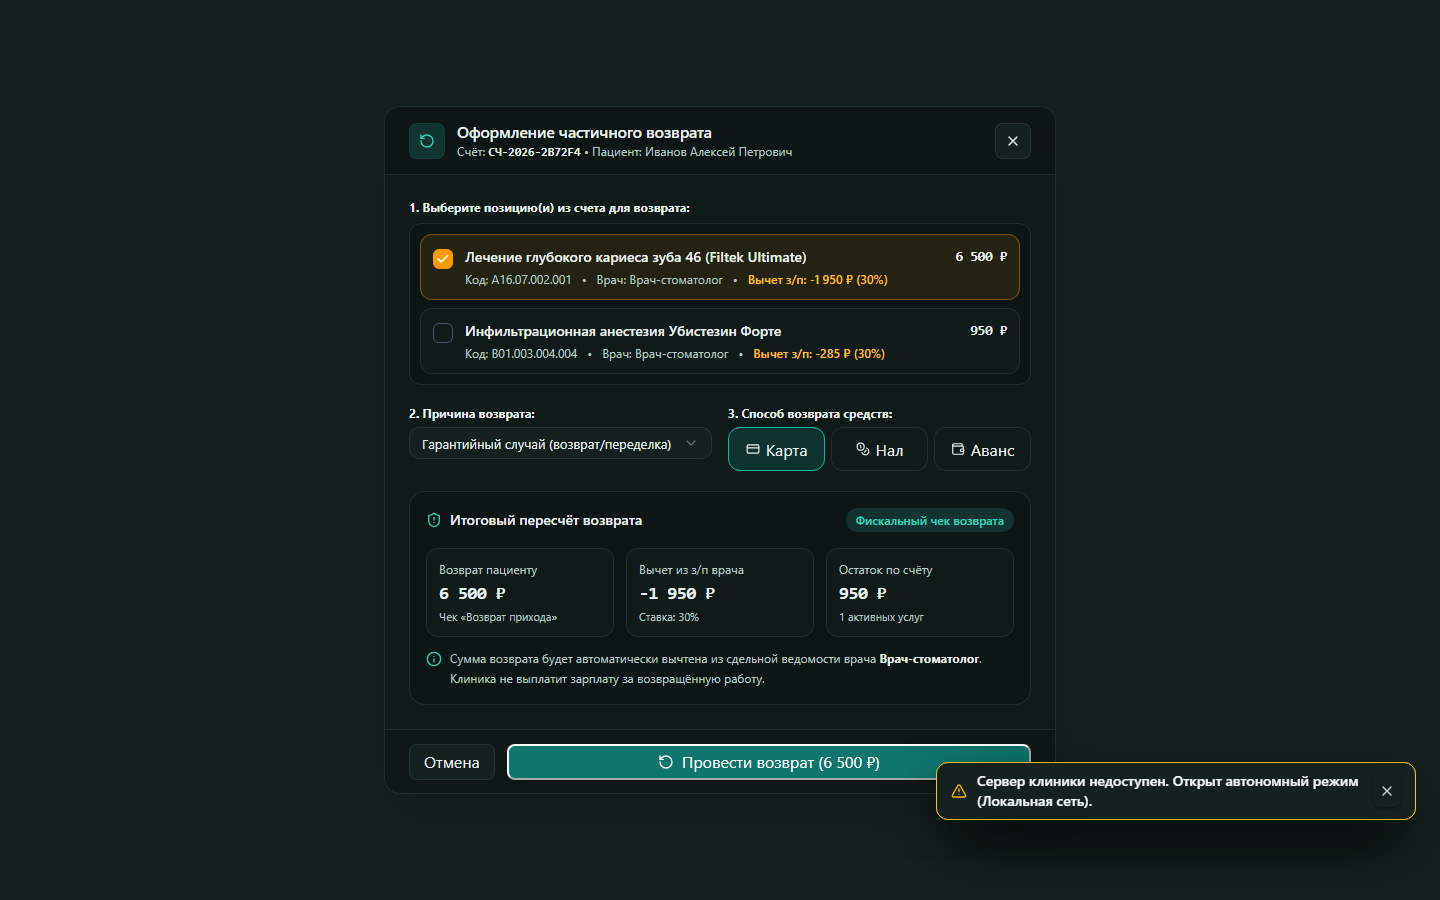 Оформление частичного возврата
Счёт: СЧ-2026-2B72F4 • Пациент: Иванов Алексей Петрович
1. Выберите позицию(и) из счета для возврата:
Лечение глубокого кариеса зуба 46 (Filtek Ultimate) 6 500 ₽
Код: A16.07.002.001 • Врач: Врач-стоматолог • Вычет з/п: -1 950 ₽ (30%)
Инфильтрационная анестезия Убистезин Форте 950 ₽
Код: B01.003.004.004 • Врач: Врач-стоматолог • Вычет з/п: -285 ₽ (30%)
2. Причина возврата:
Гарантийный случай (возврат/переделка)
3. Способ возврата средств:
Карта Нал Аванс
Итоговый пересчёт возврата Фискальный чек возврата
Возврат пациенту
6 500 ₽
Чек «Возврат прихода»
Вычет из з/п врача
-1 950 ₽
Ставка: 30%
Остаток по счёту
950 ₽
1 активных услуг
Сумма возврата будет автоматически вычтена из сдельной ведомости врача Врач-стоматолог.
Клиника не выплатит зарплату за возвращённую работу.
Отмена Провести возврат (6 500 ₽)
Сервер клиники недоступен. Открыт автономный режим
(Локальная сеть).